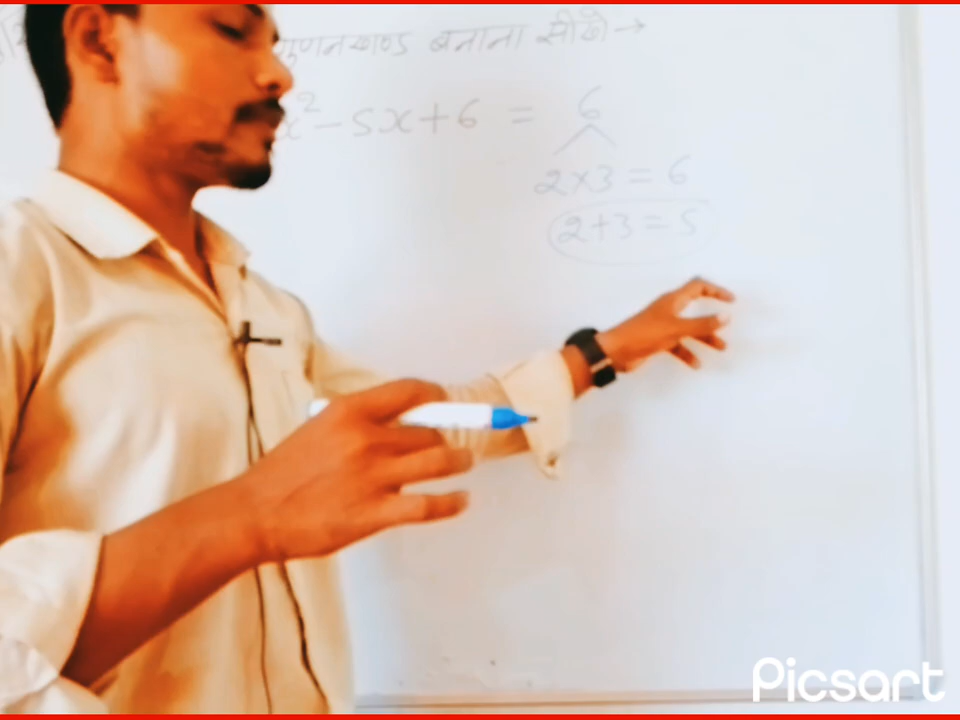 गुणनखण्ड बनाना सीखे →
x² - 5x + 6 = 6
2 × 3 = 6
2 + 3 = 5
Picsart